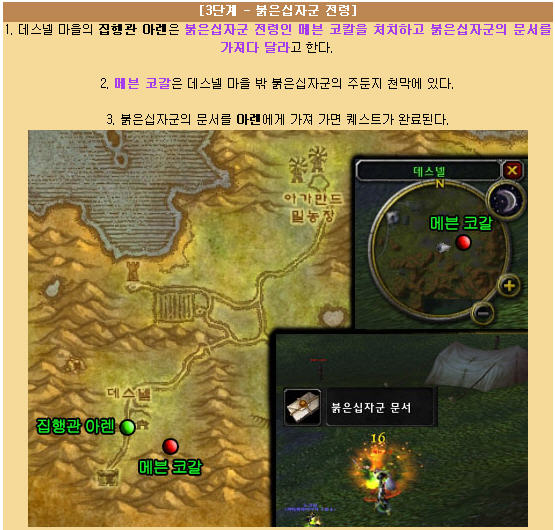 [3단계 - 붉은십자군 전령]
1. 데스넬 마을의 집행관 아렌은 붉은십자군 전령인 메븐 코갈을 처치하고 붉은십자군의 문서를
가져다 달라고 한다.
2. 메븐 코갈은 데스넬 마을 밖 붉은십자군의 주둔지 천막에 있다.
3. 붉은십자군의 문서를 아렌에게 가져 가면 퀘스트가 완료된다.
아가만드
밀농장
데스넬
N
메븐 코갈
데스넬
집행관 아렌
메븐 코갈
붉은십자군 문서
16